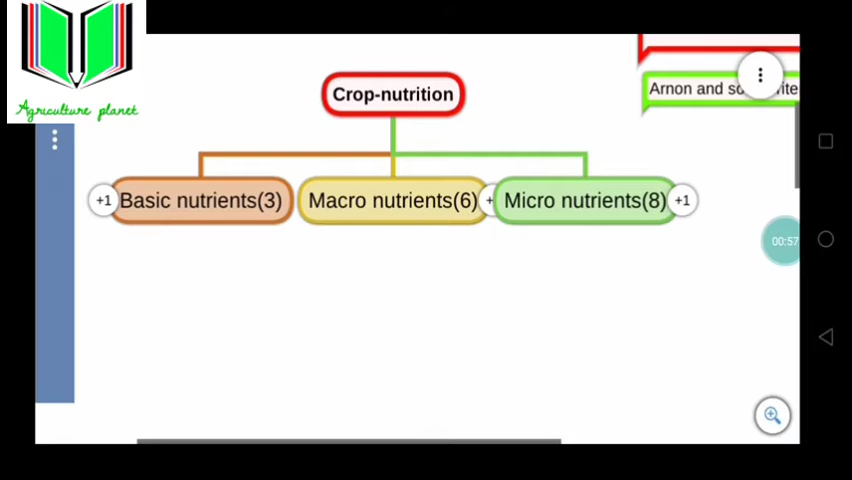 Agriculture planet
Crop-nutrition
Arnon and
+1
Basic nutrients(3)
Macro nutrients(6)
+
Micro nutrients(8)
+1
00:57